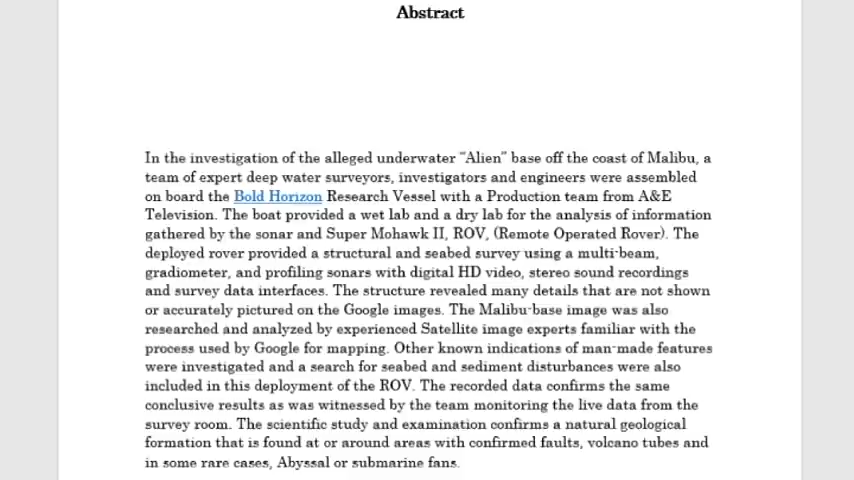 Abstract
In the investigation of the alleged underwater "Alien" base off the coast of Malibu, a
team of expert deep water surveyors, investigators and engineers were assembled
on board the Bold Horizon Research Vessel with a Production team from A&E
Television. The boat provided a wet lab and a dry lab for the analysis of information
gathered by the sonar and Super Mohawk II, ROV, (Remote Operated Rover). The
deployed rover provided a structural and seabed survey using a multi-beam,
gradiometer, and profiling sonars with digital HD video, stereo sound recordings
and survey data interfaces. The structure revealed many details that are not shown
or accurately pictured on the Google images. The Malibu-base image was also
researched and analyzed by experienced Satellite image experts familiar with the
process used by Google for mapping. Other known indications of man-made features
were investigated and a search for seabed and sediment disturbances were also
included in this deployment of the ROV. The recorded data confirms the same
conclusive results as was witnessed by the team monitoring the live data from the
survey room. The scientific study and examination confirms a natural geological
formation that is found at or around areas with confirmed faults, volcano tubes and
in some rare cases, Abyssal or submarine fans.